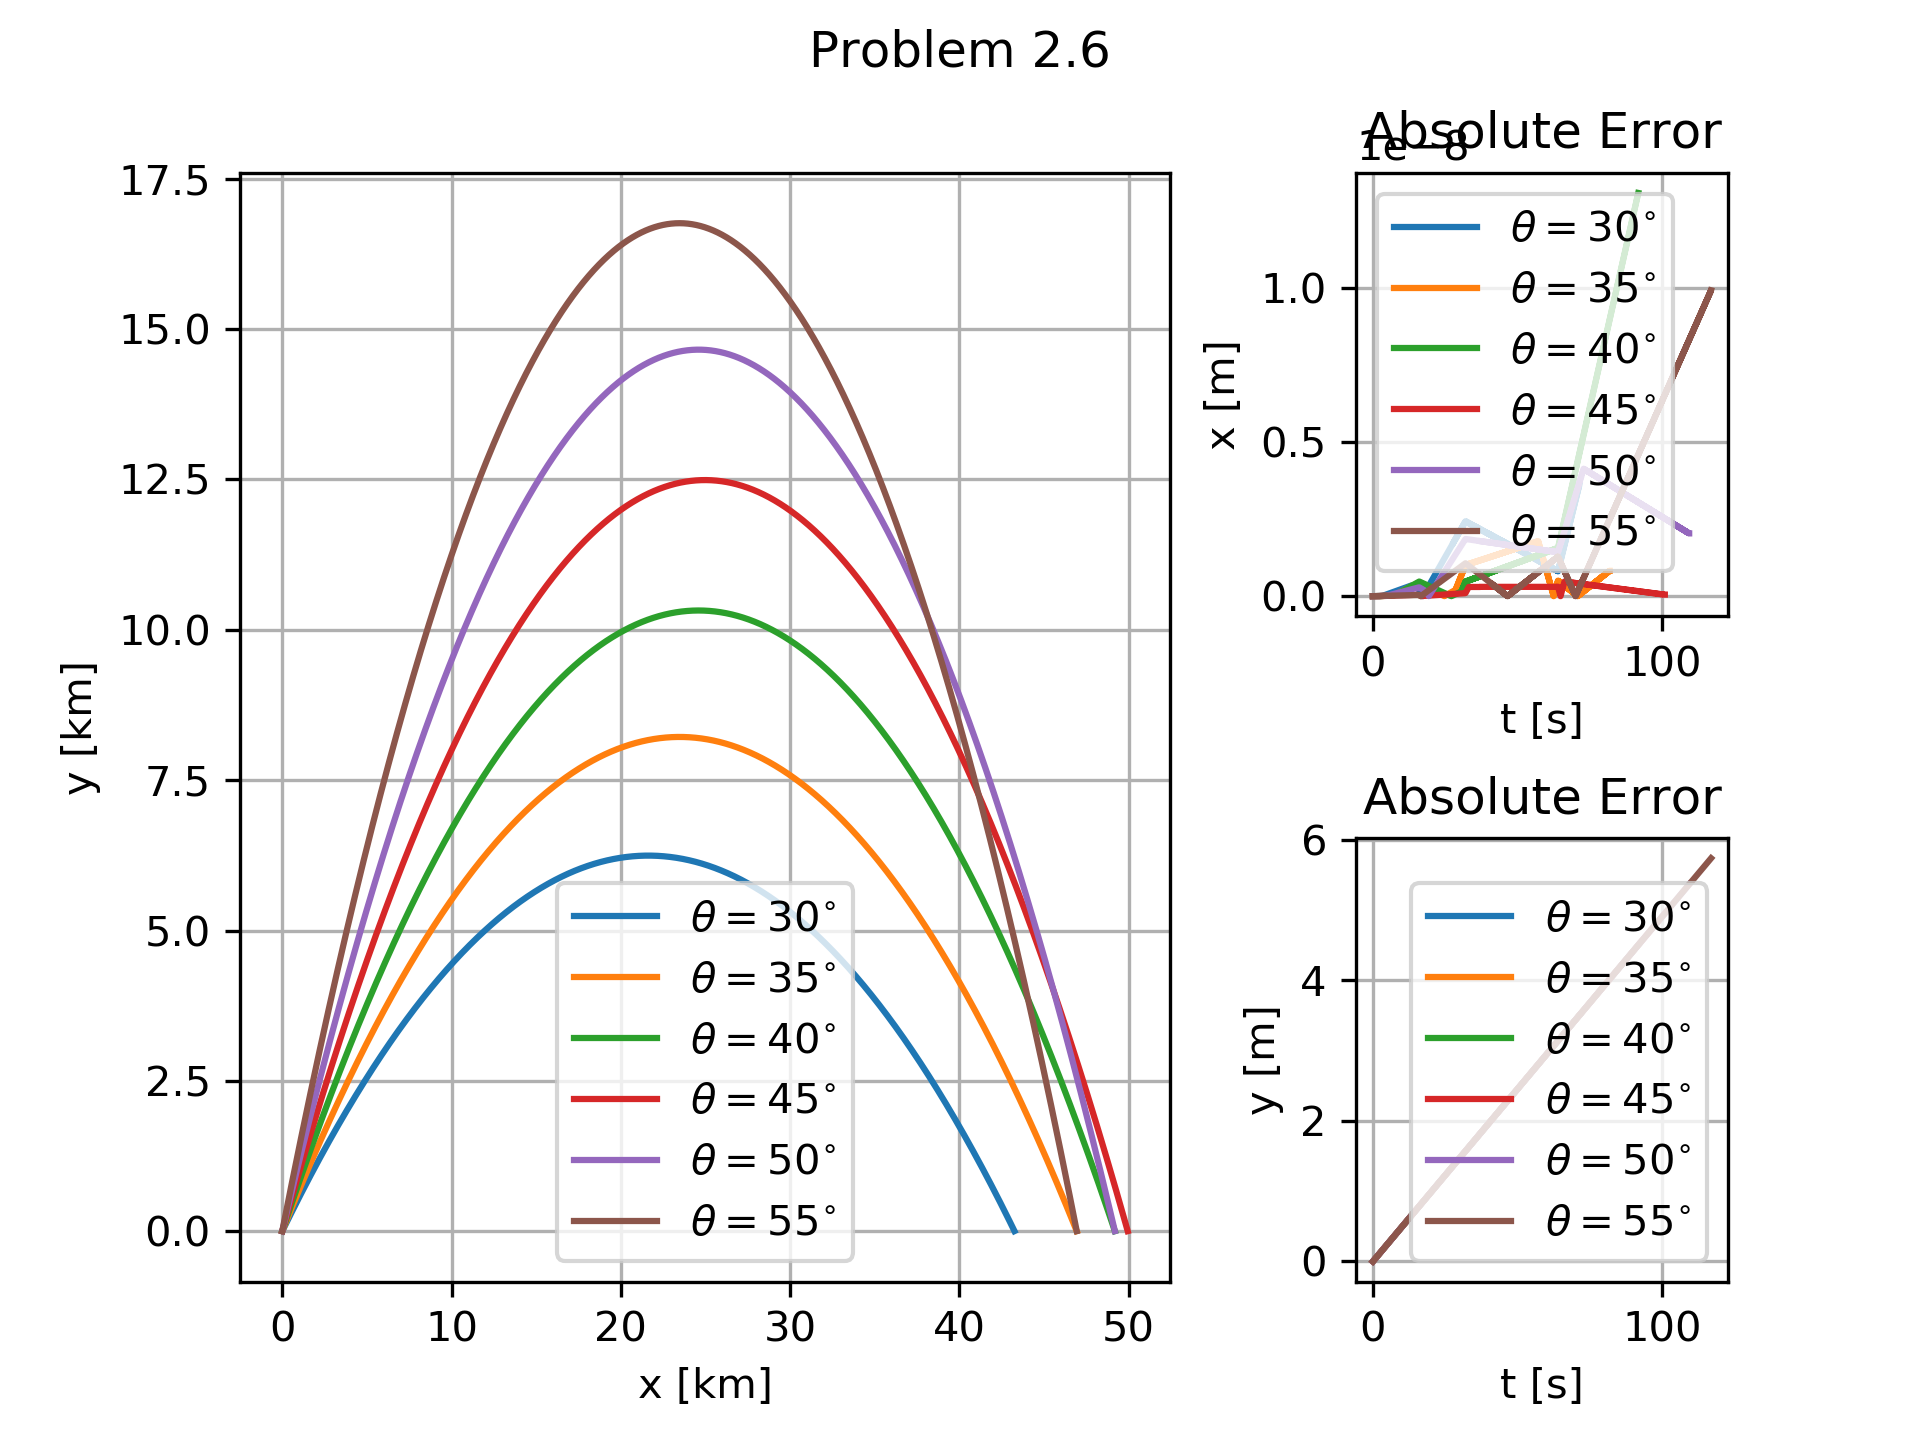 Problem 2.6
17.5
15.0
12.5
10.0
7.5
5.0
2.5
0.0
y [km]
θ = 30°
θ = 35°
θ = 40°
θ = 45°
θ = 50°
θ = 55°
0 10 20 30 40 50
x [km]
Absolute Error
1e−8
1.0
0.5
0.0
x [m]
θ = 30°
θ = 35°
θ = 40°
θ = 45°
θ = 50°
θ = 55°
0 100
t [s]
Absolute Error
6
4
2
0
y [m]
θ = 30°
θ = 35°
θ = 40°
θ = 45°
θ = 50°
θ = 55°
0 100
t [s]